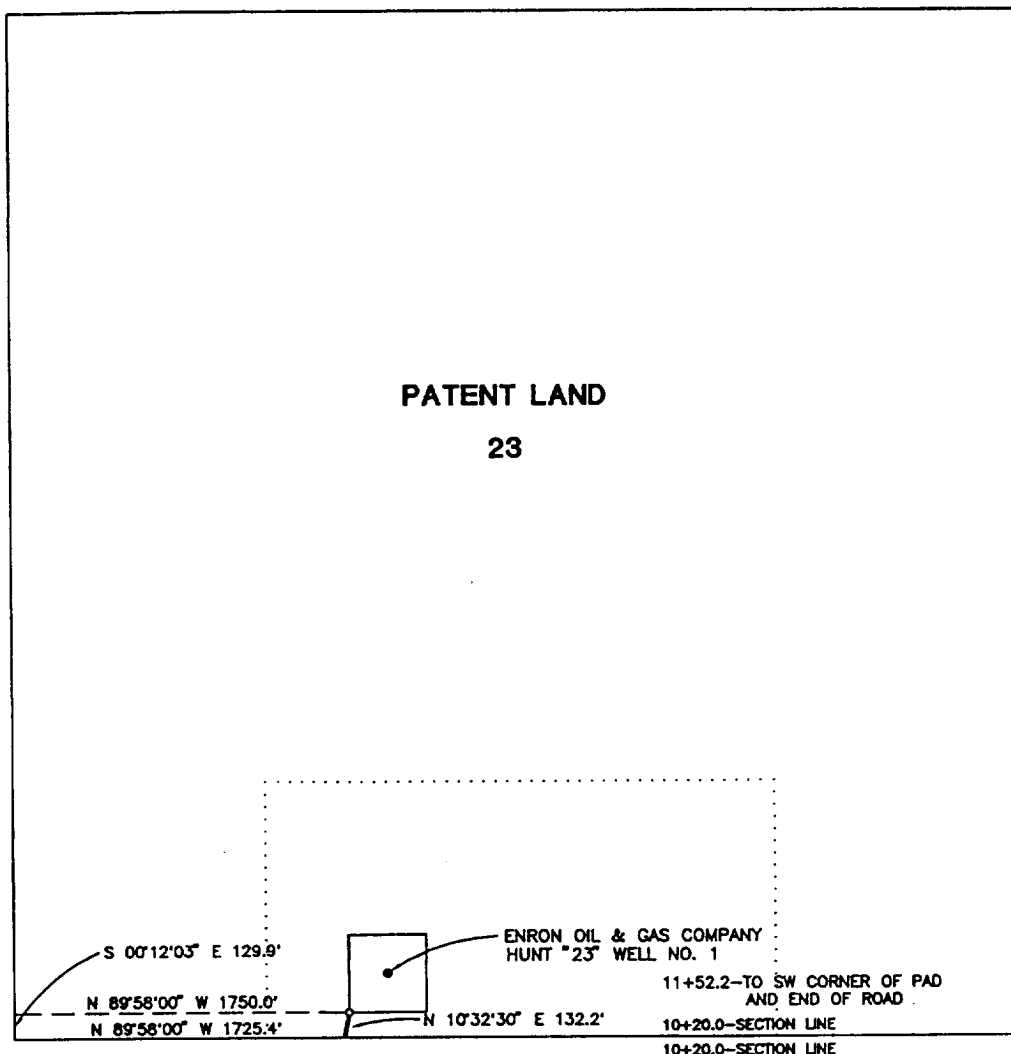 PATENT LAND
23
S 00°12'03" E 129.9'
ENRON OIL & GAS COMPANY
HUNT "23" WELL NO. 1
11+52.2-TO SW CORNER OF PAD
AND END OF ROAD
N 89°58'00" W 1750.0'
N 89°58'00" W 1725.4'
N 10°32'30" E 132.2'
10+20.0-SECTION LINE
10+20.0-SECTION LINE